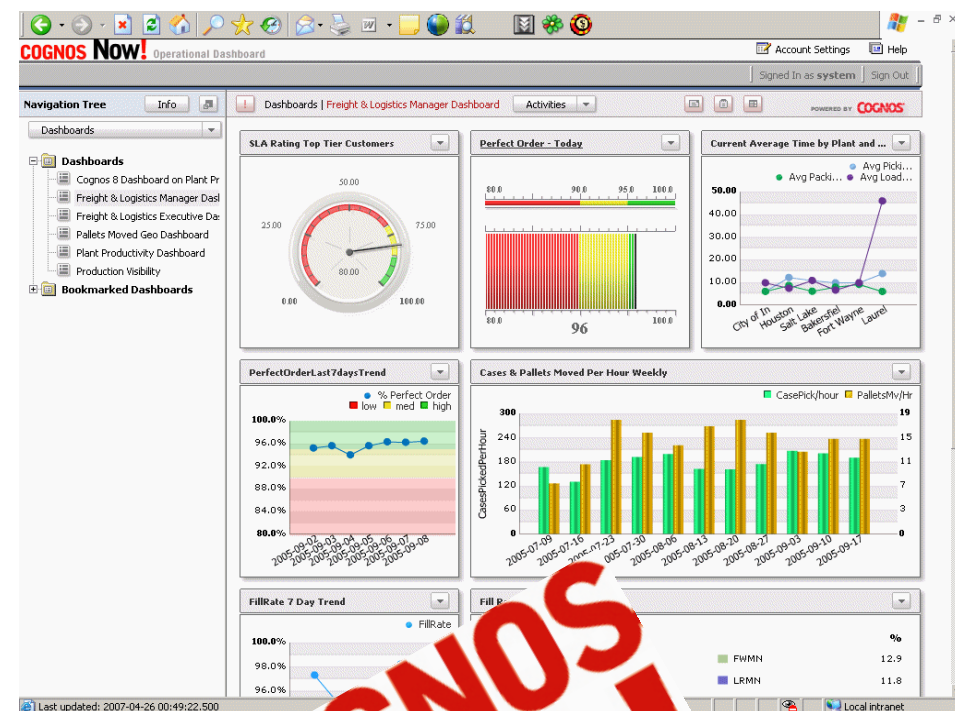 COGNOS NOW! Operational Dashboard
Account Settings Help
Signed In as system Sign Out
Navigation Tree Info
Dashboards | Freight & Logistics Manager Dashboard Activities
POWERED BY COGNOS
Dashboards
Dashboards
Cognos 8 Dashboard on Plant Pr
Freight & Logistics Manager Dasl
Freight & Logistics Executive Da
Pallets Moved Geo Dashboard
Plant Productivity Dashboard
Production Visibility
Bookmarked Dashboards
SLA Rating Top Tier Customers
50.00
25.00
75.00
80.00
0.00
100.00
Perfect Order - Today
80.0 90.0 95.0 100.0
80.0 100.0
96
Current Average Time by Plant and ...
Avg Picki...
Avg Packi... Avg Load...
50.00
40.00
30.00
20.00
10.00
0.00
City of In Houston Salt Lake Bakersfiel Fort Wayne Laurel
PerfectOrderLast7daysTrend
% Perfect Order
low med high
100.0%
96.0%
92.0%
88.0%
84.0%
80.0%
2005-09-02 2005-09-03 2005-09-04 2005-09-05 2005-09-06 2005-09-07 2005-09-08
Cases & Pallets Moved Per Hour Weekly
CasePick/hour PalletsMv/Hr
CasesPickedPerHour
300 19
240 15
180 11
120 7
60 3
0 0
2005-07-09 2005-07-16 2005-07-23 2005-07-30 2005-08-06 2005-08-13 2005-08-20 2005-08-27 2005-09-03 2005-09-10 2005-09-17
FillRate 7 Day Trend
FillRate
100.0%
98.0%
96.0%
Fill R
%
FWMN 12.9
LRMN 11.8
OGNOS
!
Last updated: 2007-04-26 00:49:22.500
Local intranet